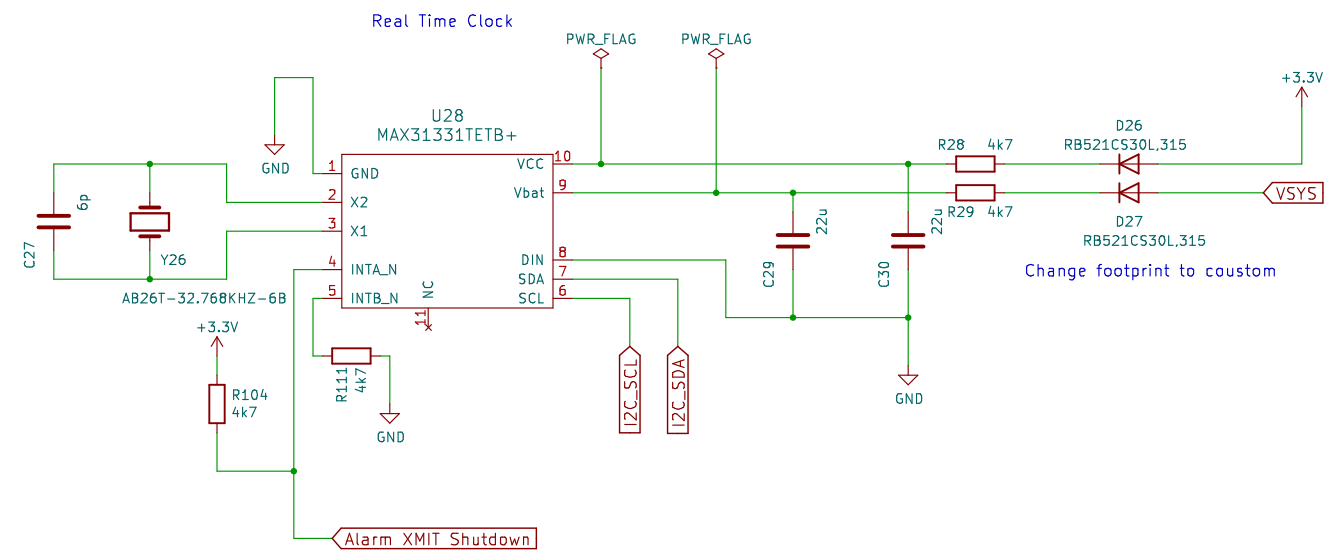 Real Time Clock
PWR_FLAG
PWR_FLAG
+3.3V
U28
MAX31331TETB+
D26
RB521CS30L,315
R28 4k7
GND
1 GND
2 X2
3 X1
4 INTA_N
5 INTB_N
NC
11
VCC 10
Vbat 9
DIN 8
SDA 7
SCL 6
C27
6p
Y26
AB26T-32.768KHZ-6B
22u
C29
22u
C30
R29 4k7
VSYS
D27
RB521CS30L,315
Change footprint to coustom
+3.3V
R104
4k7
R111
4k7
GND
I2C_SCL
I2C_SDA
GND
Alarm XMIT Shutdown